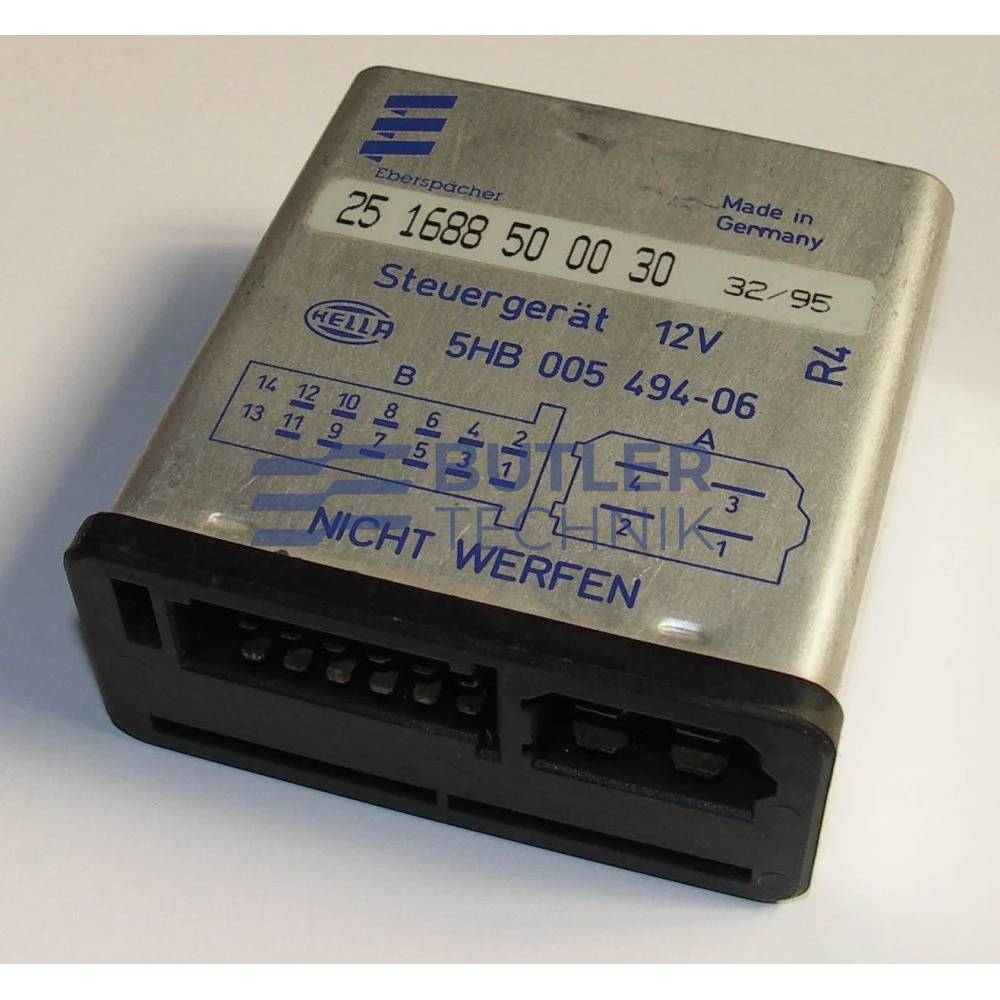 Eberspächer
Made in
Germany
25 1688 50 00 30 32/95
Steuergerät 12V R4
HELLA
5HB 005 494-06
B
A
14 12 10 8 6 4 2
13 11 9 7 5 3 1
4 3
2 1
BUTLER
TECHNIK
NICHT WERFEN